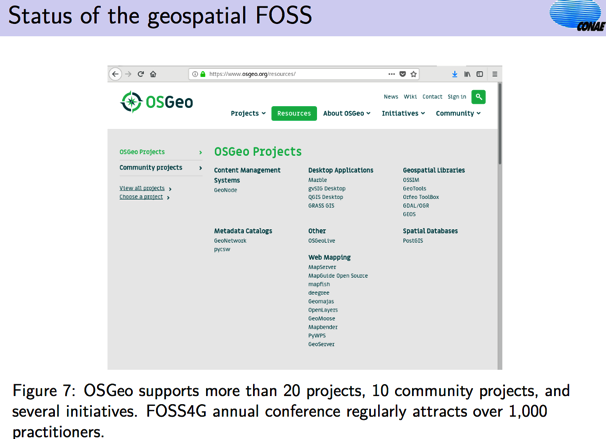 Status of the geospatial FOSS
CONAE
https://www.osgeo.org/resources/
OSGeo
News Wiki Contact Sign in
Projects Resources About OSGeo Initiatives Community
OSGeo Projects
Community projects
View all projects
Choose a project
OSGeo Projects
Content Management
Systems
GeoNode
Desktop Applications
Marble
gvSIG Desktop
QGIS Desktop
GRASS GIS
Geospatial Libraries
OSSIM
GeoTools
Orfeo ToolBox
GDAL/OGR
GEOS
Metadata Catalogs
GeoNetwork
pycsw
Other
OSGeoLive
Spatial Databases
PostGIS
Web Mapping
MapServer
MapGuide Open Source
mapfish
deegree
Geomajas
OpenLayers
GeoMoose
Mapbender
PyWPS
GeoServer
Figure 7: OSGeo supports more than 20 projects, 10 community projects, and
several initiatives. FOSS4G annual conference regularly attracts over 1,000
practitioners.